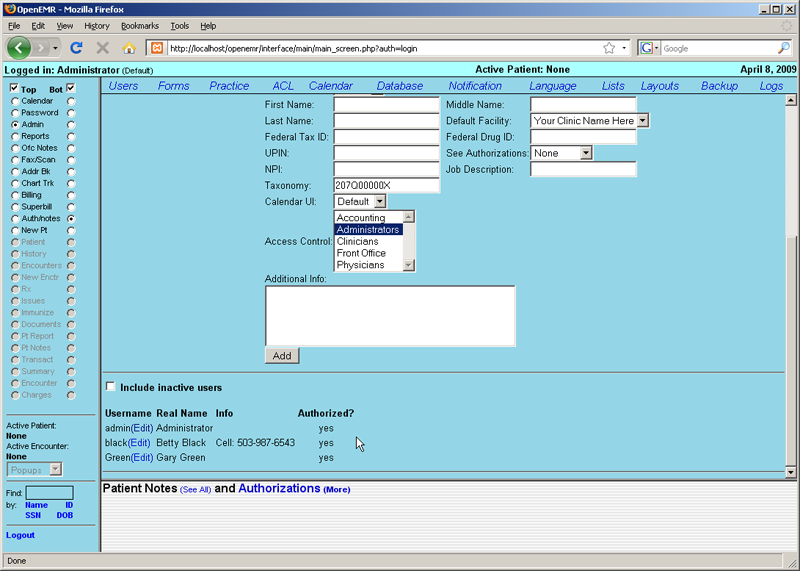 OpenEMR - Mozilla Firefox
File Edit View History Bookmarks Tools Help
http://localhost/openemr/interface/main/main_screen.php?auth=login
Google
Logged in: Administrator (Default)
Active Patient: None
April 8, 2009
Top Bot
Users Forms Practice ACL Calendar Database Notification Language Lists Layouts Backup Logs
Calendar
Password
Admin
Reports
Ofc Notes
Fax/Scan
Addr Bk
Chart Trk
Billing
Superbill
Auth/notes
New Pt
Patient
History
Encounters
New Enctr
Rx
Issues
Immunize
Documents
Pt Report
Pt Notes
Transact
Summary
Encounter
Charges
Active Patient:
None
Active Encounter:
None
Popups
Find:
by: Name ID
SSN DOB
Logout
First Name: Middle Name:
Last Name: Default Facility: Your Clinic Name Here
Federal Tax ID: Federal Drug ID:
UPIN: See Authorizations: None
NPI: Job Description:
Taxonomy: 207Q00000X
Calendar UI: Default
Access Control:
Accounting
Administrators
Clinicians
Front Office
Physicians
Additional Info:
Add
Include inactive users
Username Real Name Info Authorized?
admin(Edit) Administrator yes
black(Edit) Betty Black Cell: 503-987-6543 yes
Green(Edit) Gary Green yes
Patient Notes (See All) and Authorizations (More)
Done